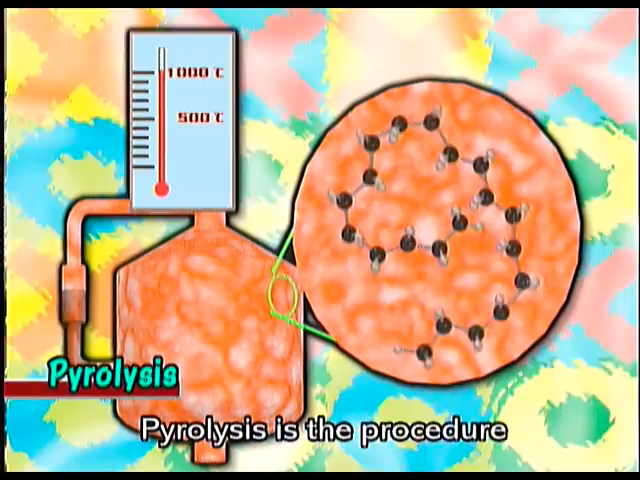 1000℃
500℃
Pyrolysis
Pyrolysis is the procedure